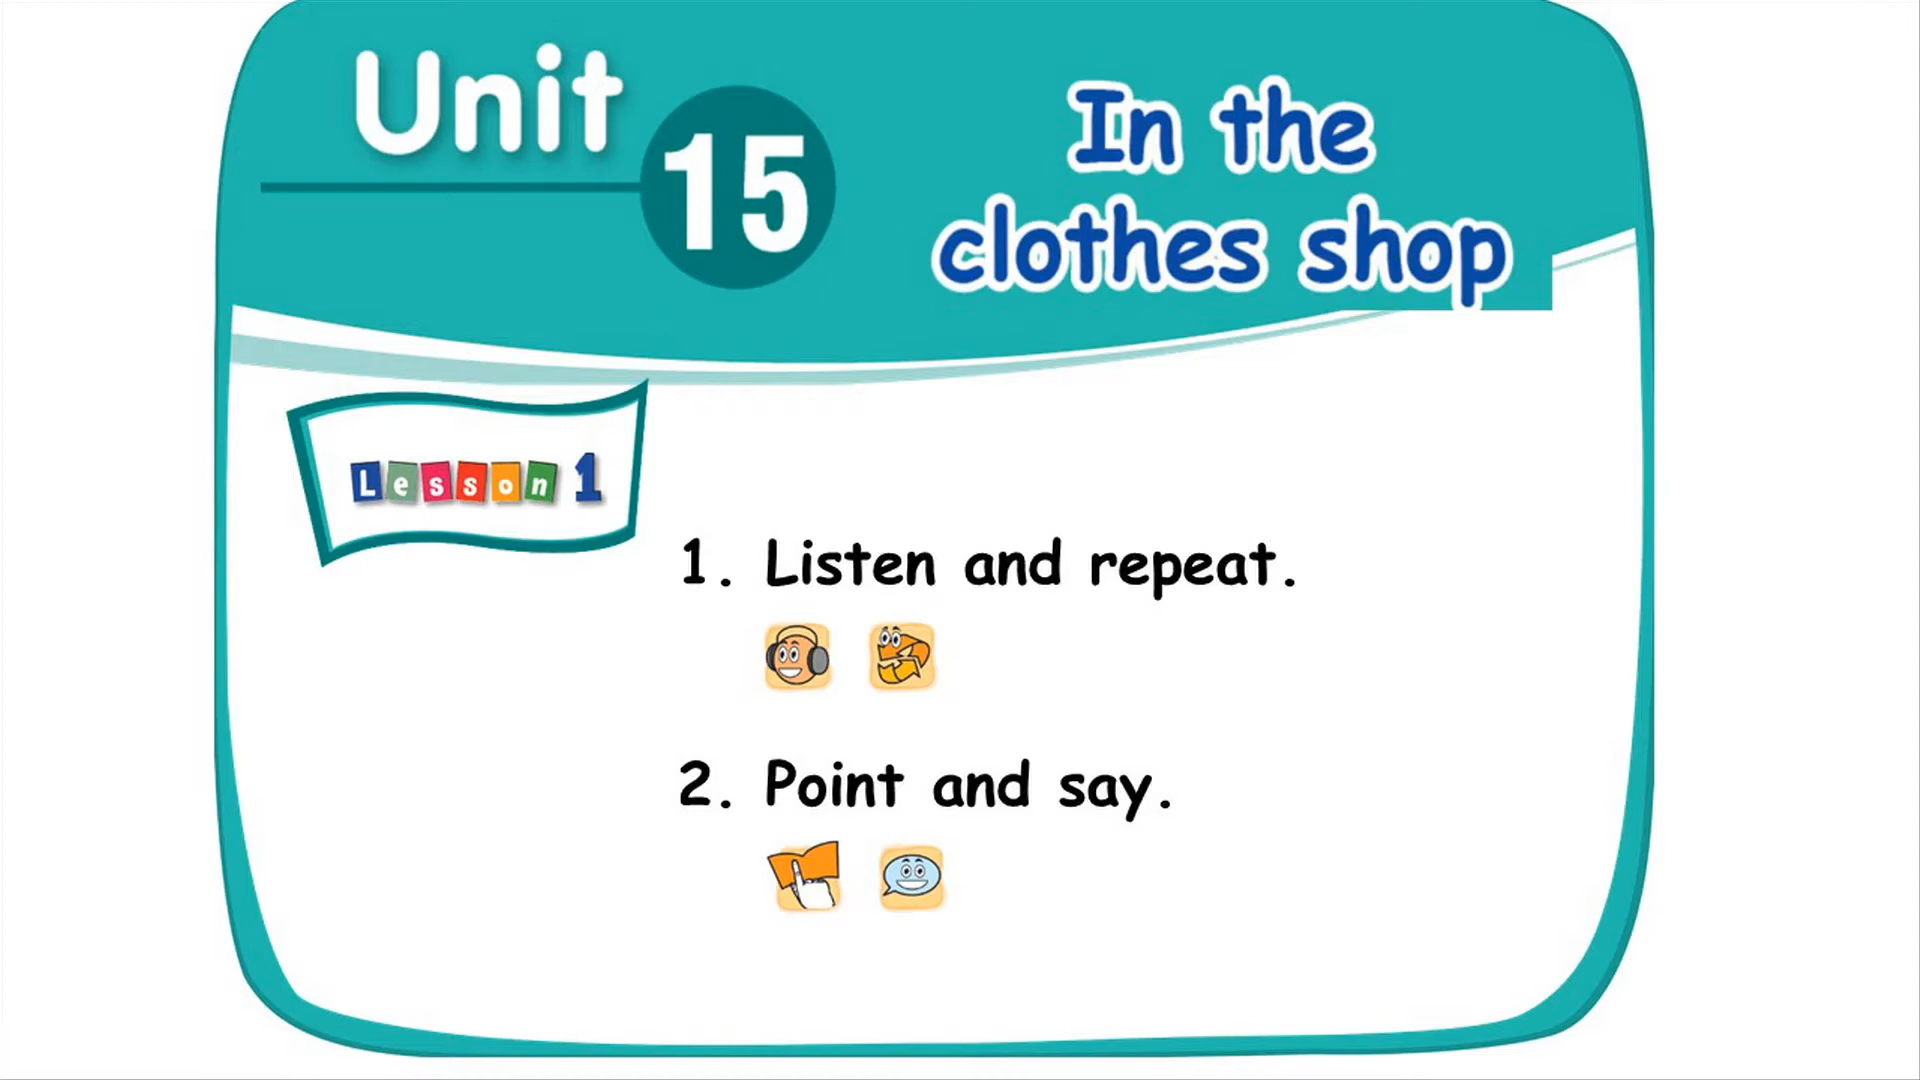 Unit
15
In the
clothes shop
Lesson 1
1. Listen and repeat.
2. Point and say.